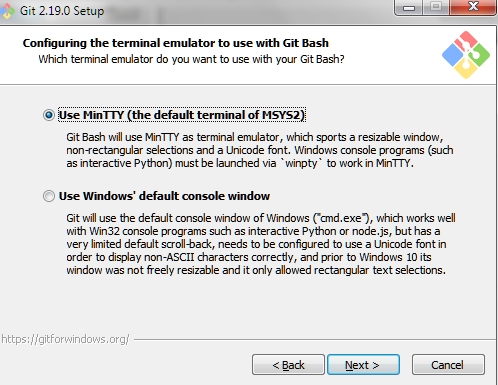 Git 2.19.0 Setup
Configuring the terminal emulator to use with Git Bash
Which terminal emulator do you want to use with your Git Bash?
Use MinTTY (the default terminal of MSYS2)
Git Bash will use MinTTY as terminal emulator, which sports a resizable window,
non-rectangular selections and a Unicode font. Windows console programs (such
as interactive Python) must be launched via `winpty` to work in MinTTY.
Use Windows' default console window
Git will use the default console window of Windows ("cmd.exe"), which works well
with Win32 console programs such as interactive Python or node.js, but has a
very limited default scroll-back, needs to be configured to use a Unicode font in
order to display non-ASCII characters correctly, and prior to Windows 10 its
window was not freely resizable and it only allowed rectangular text selections.
https://gitforwindows.org/
< Back
Next >
Cancel